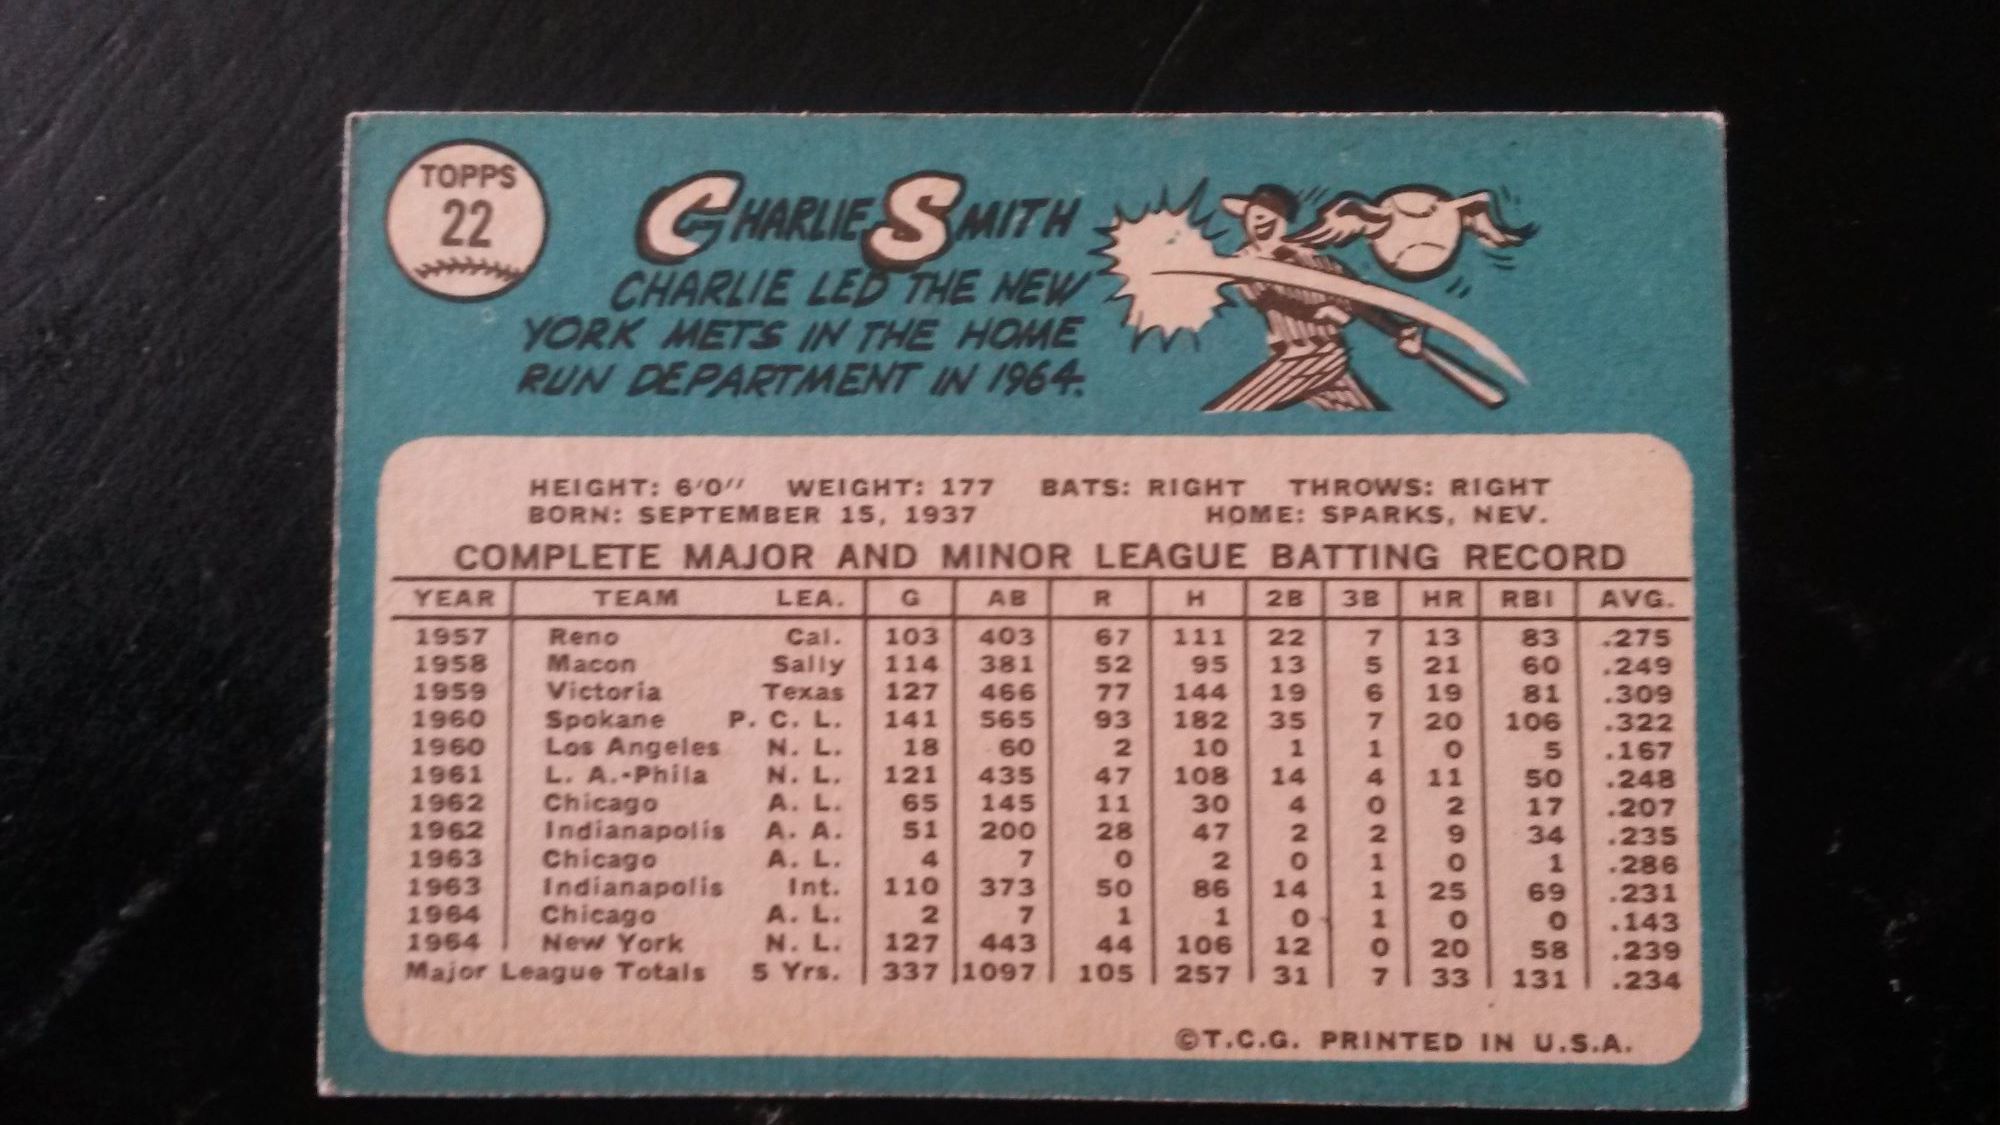 TOPPS
22
CHARLIE SMITH
CHARLIE LED THE NEW
YORK METS IN THE HOME
RUN DEPARTMENT IN 1964.
HEIGHT: 6'0" WEIGHT: 177 BATS: RIGHT THROWS: RIGHT
BORN: SEPTEMBER 15, 1937 HOME: SPARKS, NEV.
COMPLETE MAJOR AND MINOR LEAGUE BATTING RECORD
YEAR TEAM LEA. G AB R H 2B 3B HR RBI AVG.
1957 Reno Cal. 103 403 67 111 22 7 13 83 .275
1958 Macon Sally 114 381 52 95 13 5 21 60 .249
1959 Victoria Texas 127 466 77 144 19 6 19 81 .309
1960 Spokane P. C. L. 141 565 93 182 35 7 20 106 .322
1960 Los Angeles N. L. 18 60 2 10 1 1 0 5 .167
1961 L. A.-Phila N. L. 121 435 47 108 14 4 11 50 .248
1962 Chicago A. L. 65 145 11 30 4 0 2 17 .207
1962 Indianapolis A. A. 51 200 28 47 2 2 9 34 .235
1963 Chicago A. L. 4 7 0 2 0 1 0 1 .286
1963 Indianapolis Int. 110 373 50 86 14 1 25 69 .231
1964 Chicago A. L. 2 7 1 1 0 1 0 0 .143
1964 New York N. L. 127 443 44 106 12 0 20 58 .239
Major League Totals 5 Yrs. 337 1097 105 257 31 7 33 131 .234
©T.C.G. PRINTED IN U.S.A.